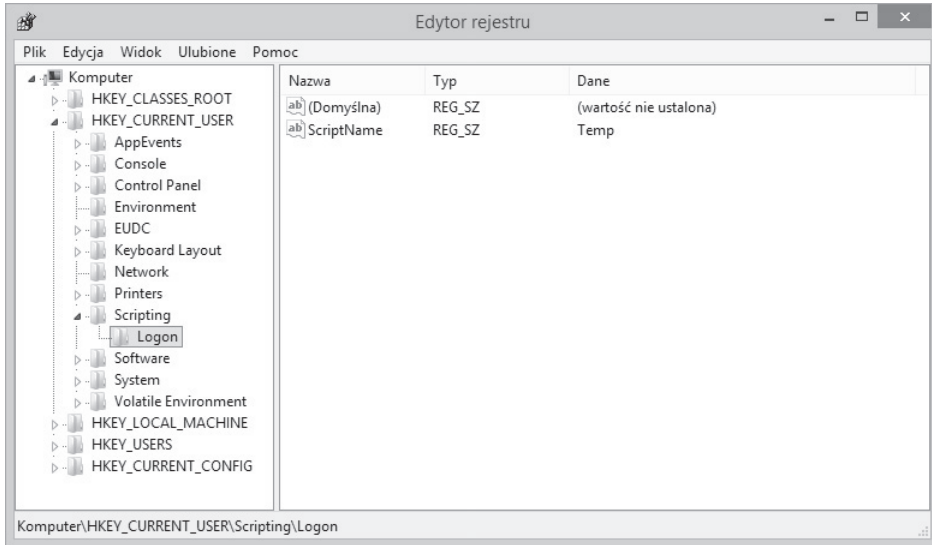 Edytor rejestru
Plik Edycja Widok Ulubione Pomoc
Komputer
HKEY_CLASSES_ROOT
HKEY_CURRENT_USER
AppEvents
Console
Control Panel
Environment
EUDC
Keyboard Layout
Network
Printers
Scripting
Logon
Software
System
Volatile Environment
HKEY_LOCAL_MACHINE
HKEY_USERS
HKEY_CURRENT_CONFIG
Nazwa Typ Dane
ab (Domyślna) REG_SZ (wartość nie ustalona)
ab ScriptName REG_SZ Temp
Komputer\HKEY_CURRENT_USER\Scripting\Logon